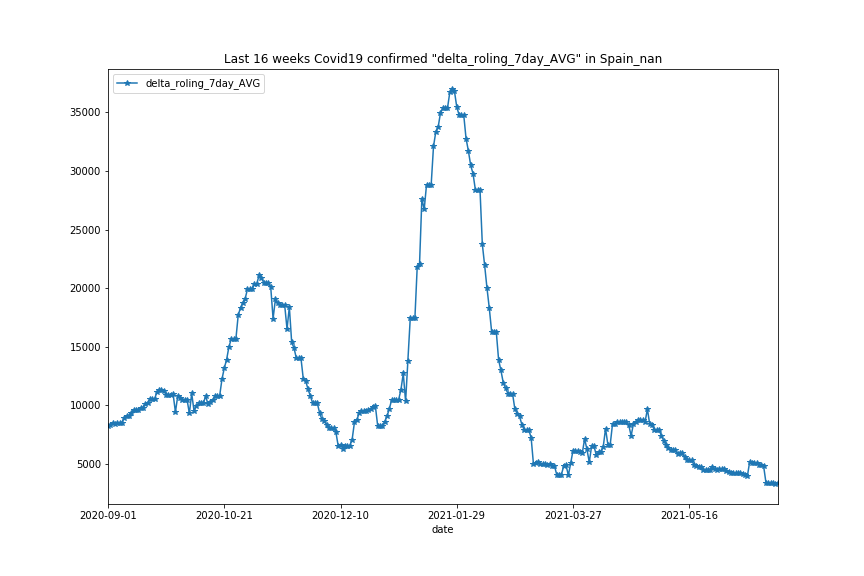 Last 16 weeks Covid19 confirmed "delta_roling_7day_AVG" in Spain_nan
delta_roling_7day_AVG
35000
30000
25000
20000
15000
10000
5000
2020-09-01 2020-10-21 2020-12-10 2021-01-29 2021-03-27 2021-05-16
date